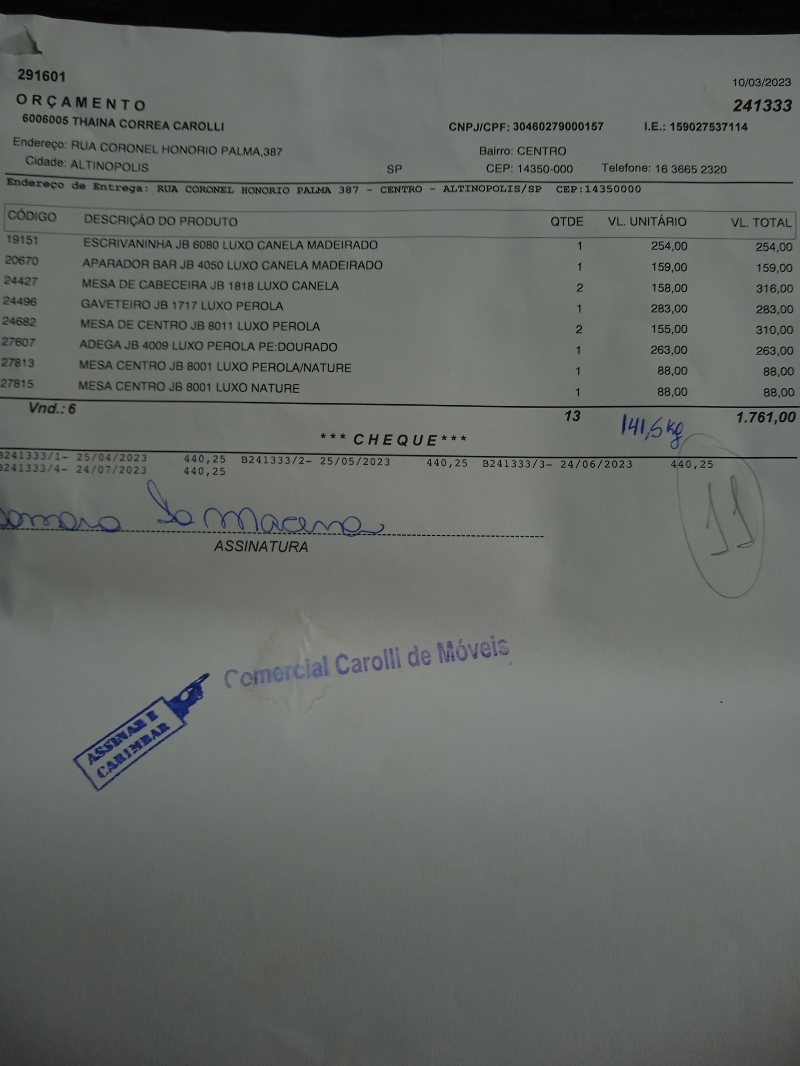 291601
10/03/2023
ORÇAMENTO
241333
6006005 THAINA CORREA CAROLLI
CNPJ/CPF: 30460279000157 I.E.: 159027537114
Endereço: RUA CORONEL HONORIO PALMA,387
Bairro: CENTRO
Cidade: ALTINOPOLIS SP CEP: 14350-000 Telefone: 16 3665 2320
Endereço de Entrega: RUA CORONEL HONORIO PALMA 387 - CENTRO - ALTINOPOLIS/SP CEP:14350000
CÓDIGO DESCRIÇÃO DO PRODUTO QTDE VL. UNITÁRIO VL. TOTAL
19151 ESCRIVANINHA JB 6080 LUXO CANELA MADEIRADO 1 254,00 254,00
20670 APARADOR BAR JB 4050 LUXO CANELA MADEIRADO 1 159,00 159,00
24427 MESA DE CABECEIRA JB 1818 LUXO CANELA 2 158,00 316,00
24496 GAVETEIRO JB 1717 LUXO PEROLA 1 283,00 283,00
24682 MESA DE CENTRO JB 8011 LUXO PEROLA 2 155,00 310,00
27607 ADEGA JB 4009 LUXO PEROLA PE:DOURADO 1 263,00 263,00
27813 MESA CENTRO JB 8001 LUXO PEROLA/NATURE 1 88,00 88,00
27815 MESA CENTRO JB 8001 LUXO NATURE 1 88,00 88,00
Vnd.: 6 13 141,5kg 1.761,00
*** CHEQUE***
B241333/1- 25/04/2023 440,25 B241333/2- 25/05/2023 440,25 B241333/3- 24/06/2023 440,25
B241333/4- 24/07/2023 440,25
11
ASSINATURA
Comercial Carolli de Móveis
ASSINAR E
CARIMBAR